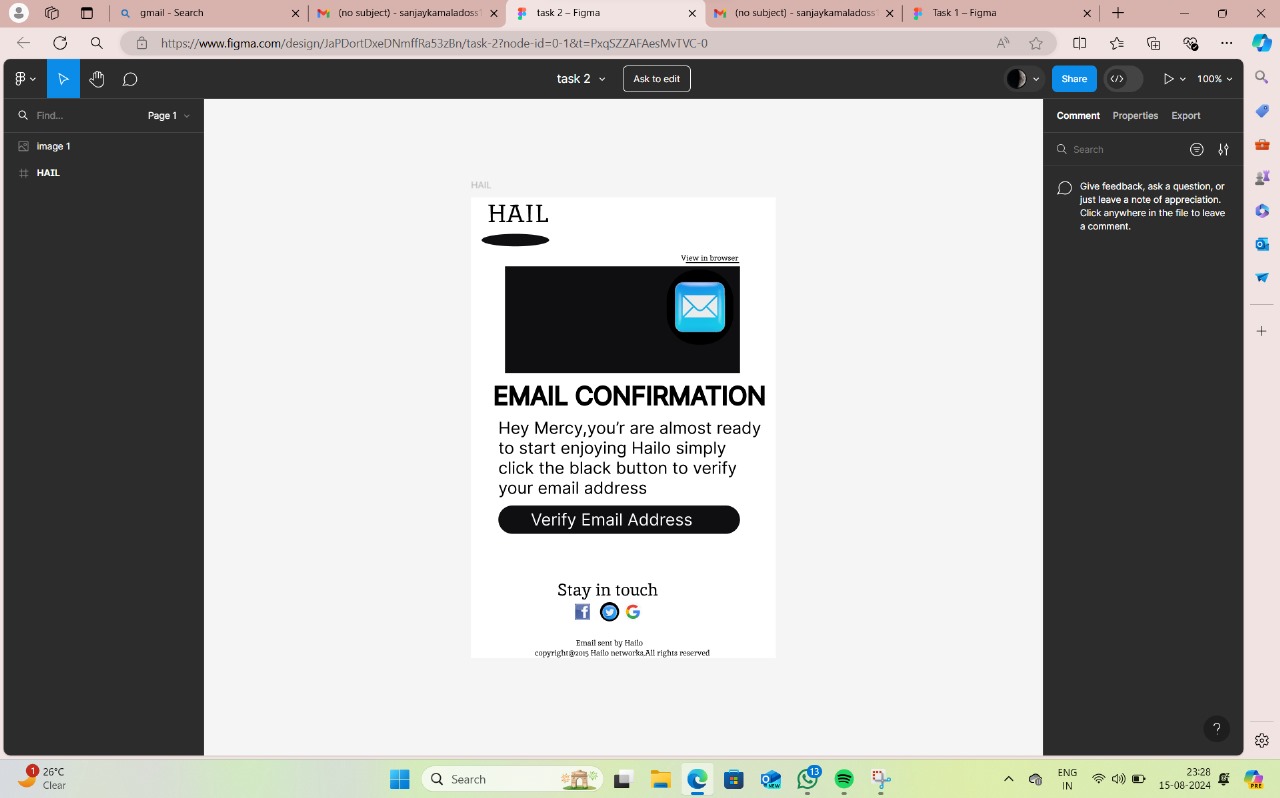 gmail - Search
(no subject) - sanjaykamaladoss1
task 2 – Figma
(no subject) - sanjaykamaladoss1
Task 1 – Figma
https://www.figma.com/design/JaPDortDxeDNmffRa53zBn/task-2?node-id=0-1&t=PxqSZZAFAesMvTVC-0
task 2
Ask to edit
Share
100%
Find...
Page 1
Comment
Properties
Export
image 1
Search
HAIL
Give feedback, ask a question, or
just leave a note of appreciation.
Click anywhere in the file to leave
a comment.
HAIL
HAIL
View in browser
EMAIL CONFIRMATION
Hey Mercy,you'r are almost ready
to start enjoying Hailo simply
click the black button to verify
your email address
Verify Email Address
Stay in touch
Email sent by Hailo
copyright@2015 Hailo networks.All rights reserved
?
1
26°C
Clear
Search
13
ENG
IN
23:28
15-08-2024
PRE